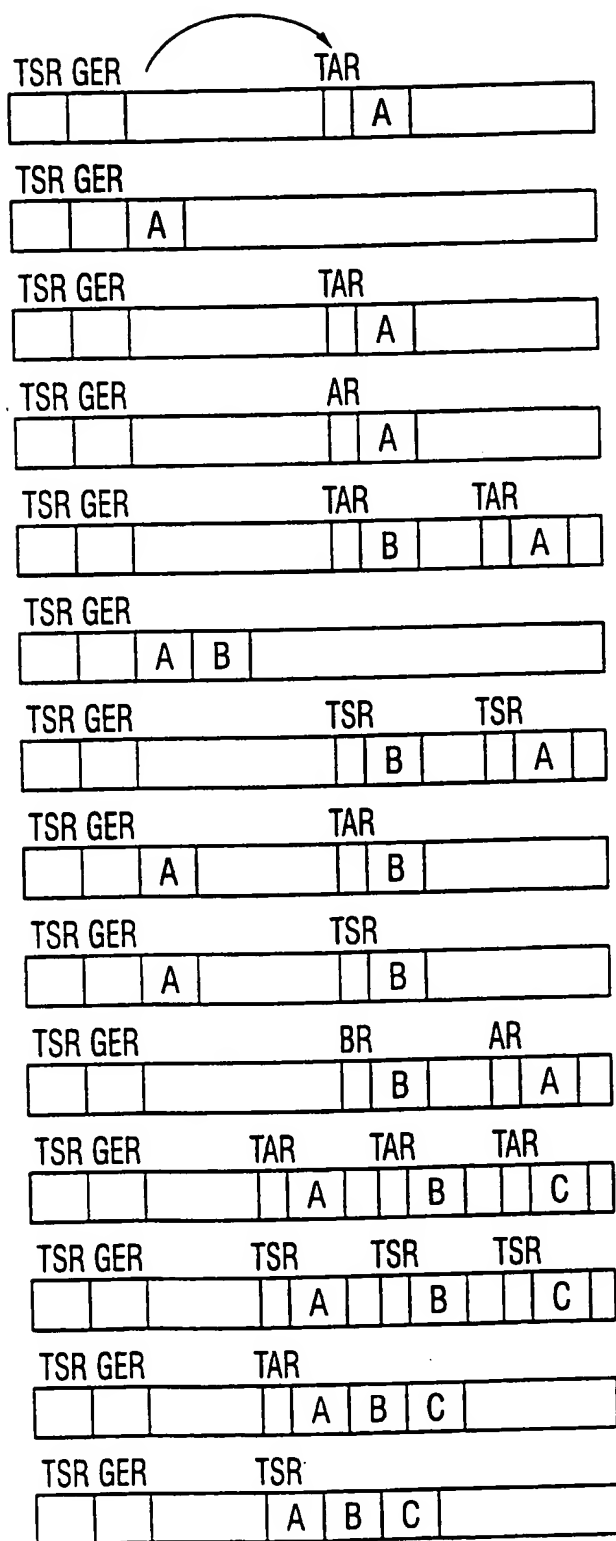 TSR GER TAR
A
TSR GER
A
TSR GER TAR
A
TSR GER AR
A
TSR GER TAR TAR
B A
TSR GER
A B
TSR GER TSR TSR
B A
TSR GER TAR
A B
TSR GER TSR
A B
TSR GER BR AR
B A
TSR GER TAR TAR TAR
A B C
TSR GER TSR TSR TSR
A B C
TSR GER TAR
A B C
TSR GER TSR
A B C